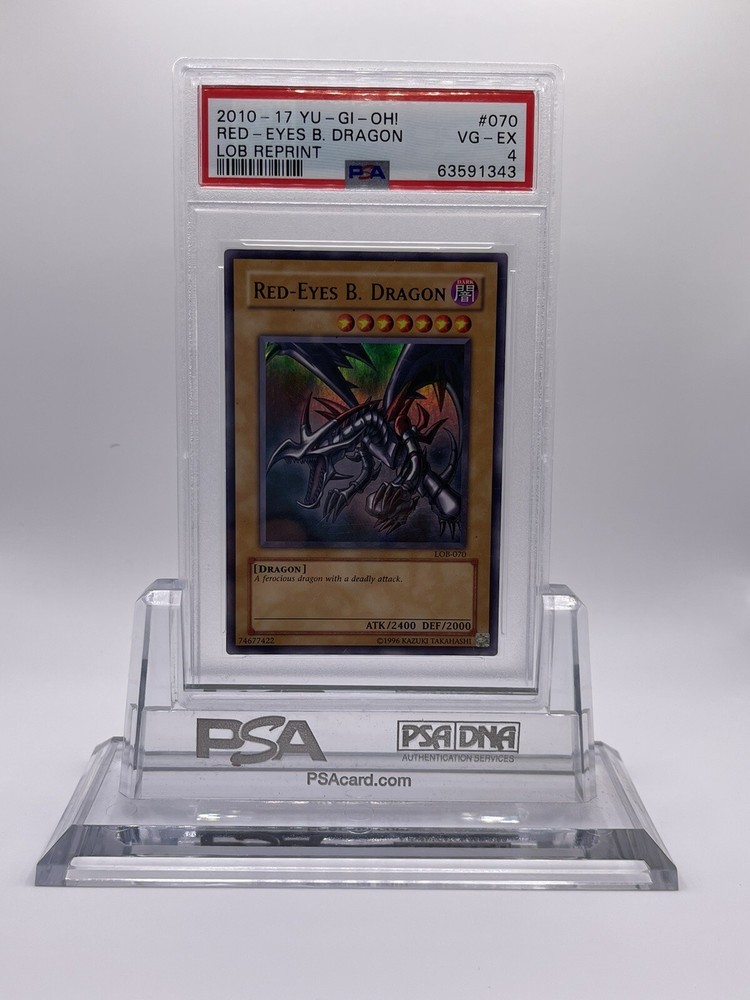 2010-17 YU-GI-OH! #070
RED-EYES B. DRAGON VG-EX
LOB REPRINT 4
PSA 63591343
RED-EYES B. DRAGON
DARK
闇
LOB-070
[DRAGON]
A ferocious dragon with a deadly attack.
ATK/2400 DEF/2000
74677422 ©1996 KAZUKI TAKAHASHI
PSA PSA DNA
AUTHENTICATION SERVICES
PSAcard.com